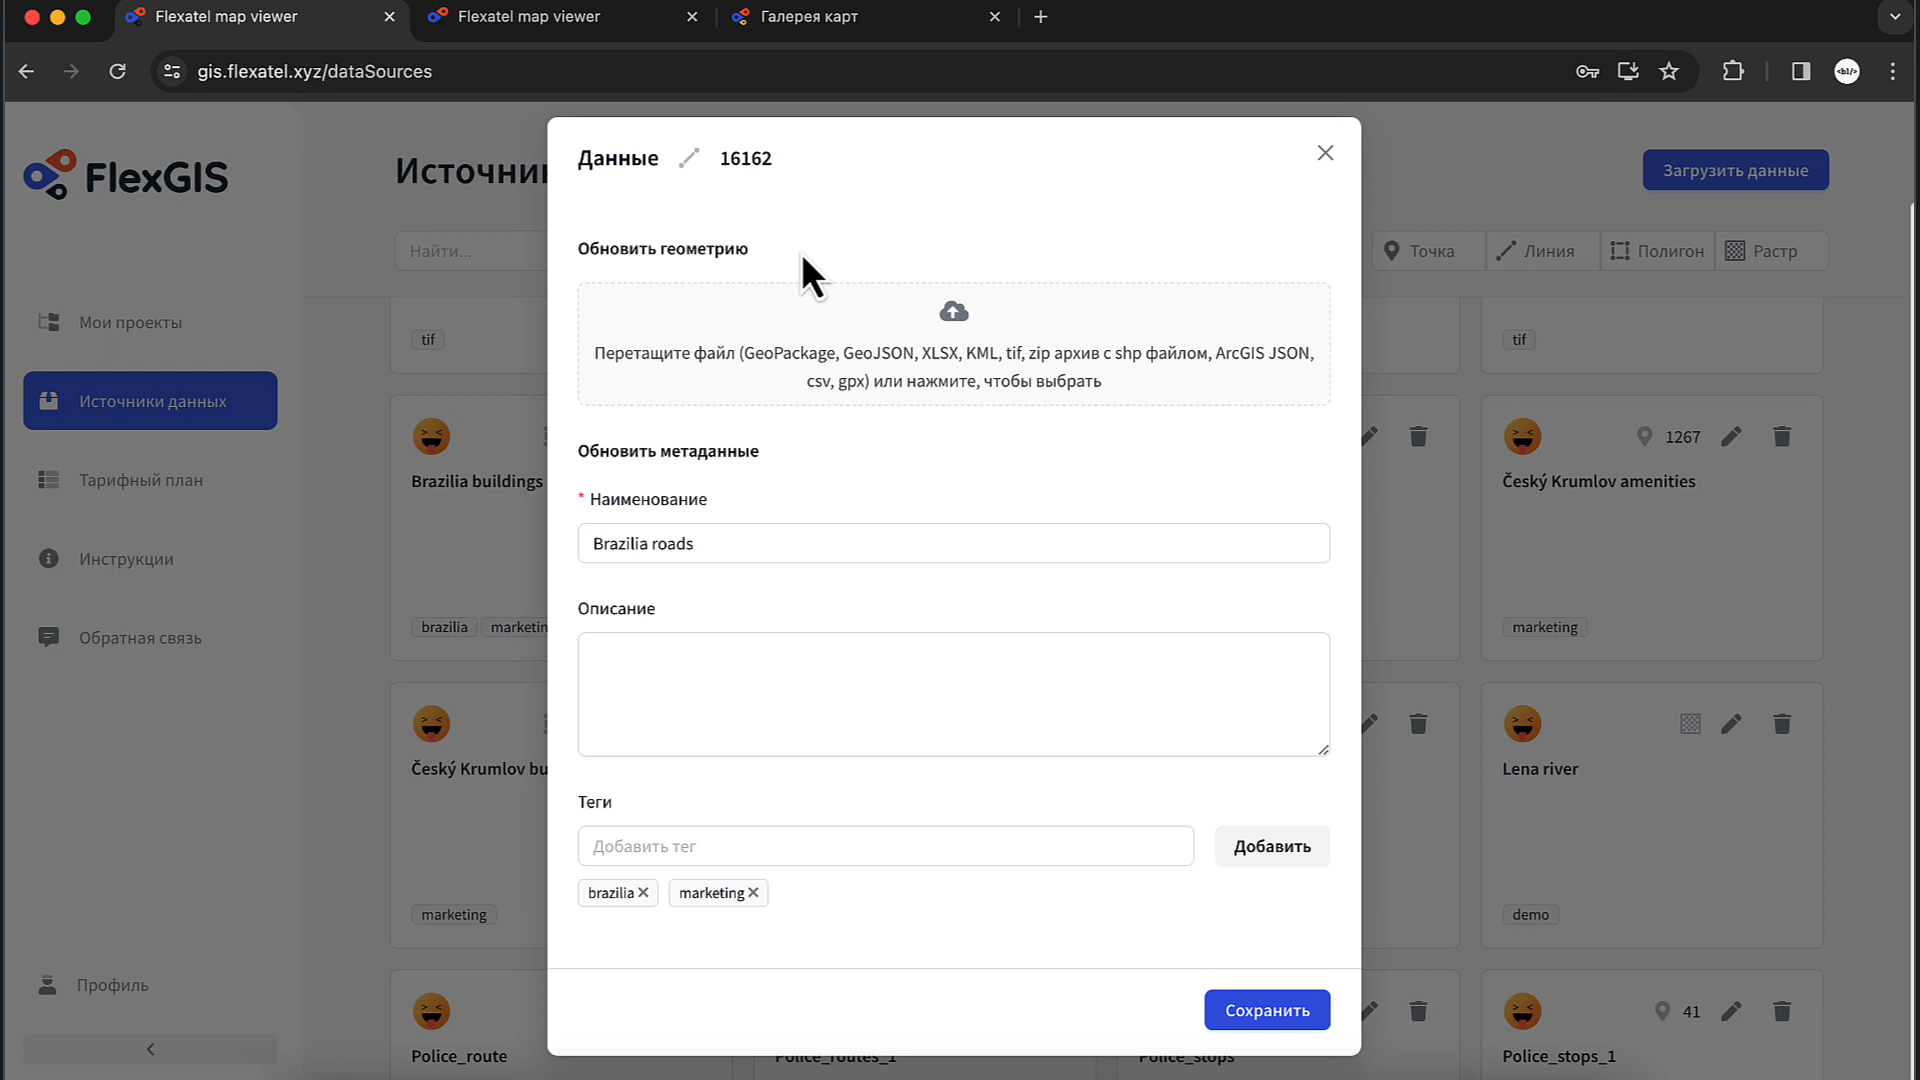 Flexatel map viewer
Flexatel map viewer
Галерея карт
gis.flexatel.xyz/dataSources
FlexGIS
Мои проекты
Источники данных
Тарифный план
Инструкции
Обратная связь
Профиль
Загрузить данные
Найти...
Точка
Линия
Полигон
Растр
tif
tif
Brazilia buildings
brazilia
1267
Český Krumlov amenities
marketing
Český Krumlov
marketing
Lena river
demo
Police_route
Police_routes_1
Police_stops
41
Police_stops_1
Данные
16162
Обновить геометрию
Перетащите файл (GeoPackage, GeoJSON, XLSX, KML, tif, zip архив с shp файлом, ArcGIS JSON,
csv, gpx) или нажмите, чтобы выбрать
Обновить метаданные
* Наименование
Brazilia roads
Описание
Теги
Добавить тег
Добавить
brazilia
marketing
Сохранить